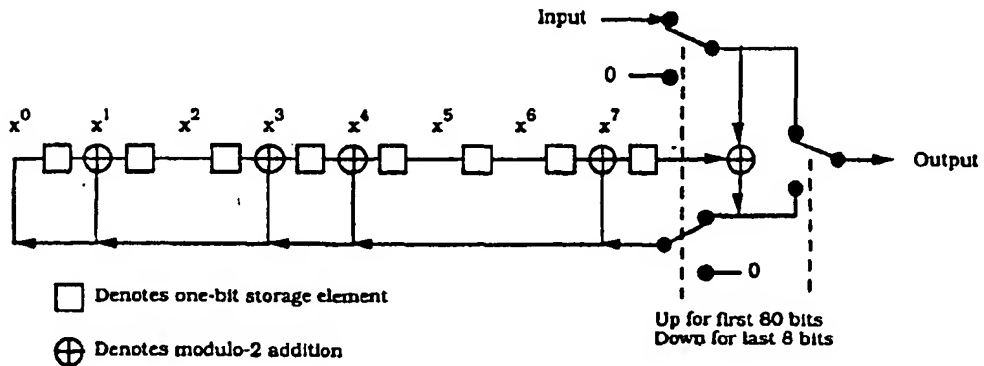 Input
0
x⁰ x¹ x² x³ x⁴ x⁵ x⁶ x⁷
Output
0
Denotes one-bit storage element
Denotes modulo-2 addition
Up for first 80 bits
Down for last 8 bits